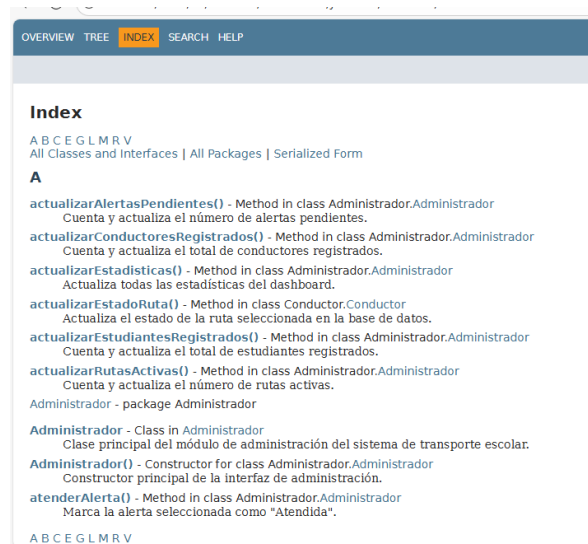 OVERVIEW TREE INDEX SEARCH HELP
Index
A B C E G L M R V
All Classes and Interfaces | All Packages | Serialized Form
A
actualizarAlertasPendientes() - Method in class Administrador.Administrador
Cuenta y actualiza el número de alertas pendientes.
actualizarConductoresRegistrados() - Method in class Administrador.Administrador
Cuenta y actualiza el total de conductores registrados.
actualizarEstadisticas() - Method in class Administrador.Administrador
Actualiza todas las estadísticas del dashboard.
actualizarEstadoRuta() - Method in class Conductor.Conductor
Actualiza el estado de la ruta seleccionada en la base de datos.
actualizarEstudiantesRegistrados() - Method in class Administrador.Administrador
Cuenta y actualiza el total de estudiantes registrados.
actualizarRutasActivas() - Method in class Administrador.Administrador
Cuenta y actualiza el número de rutas activas.
Administrador - package Administrador
Administrador - Class in Administrador
Clase principal del módulo de administración del sistema de transporte escolar.
Administrador() - Constructor for class Administrador.Administrador
Constructor principal de la interfaz de administración.
atenderAlerta() - Method in class Administrador.Administrador
Marca la alerta seleccionada como "Atendida".
A B C E G L M R V